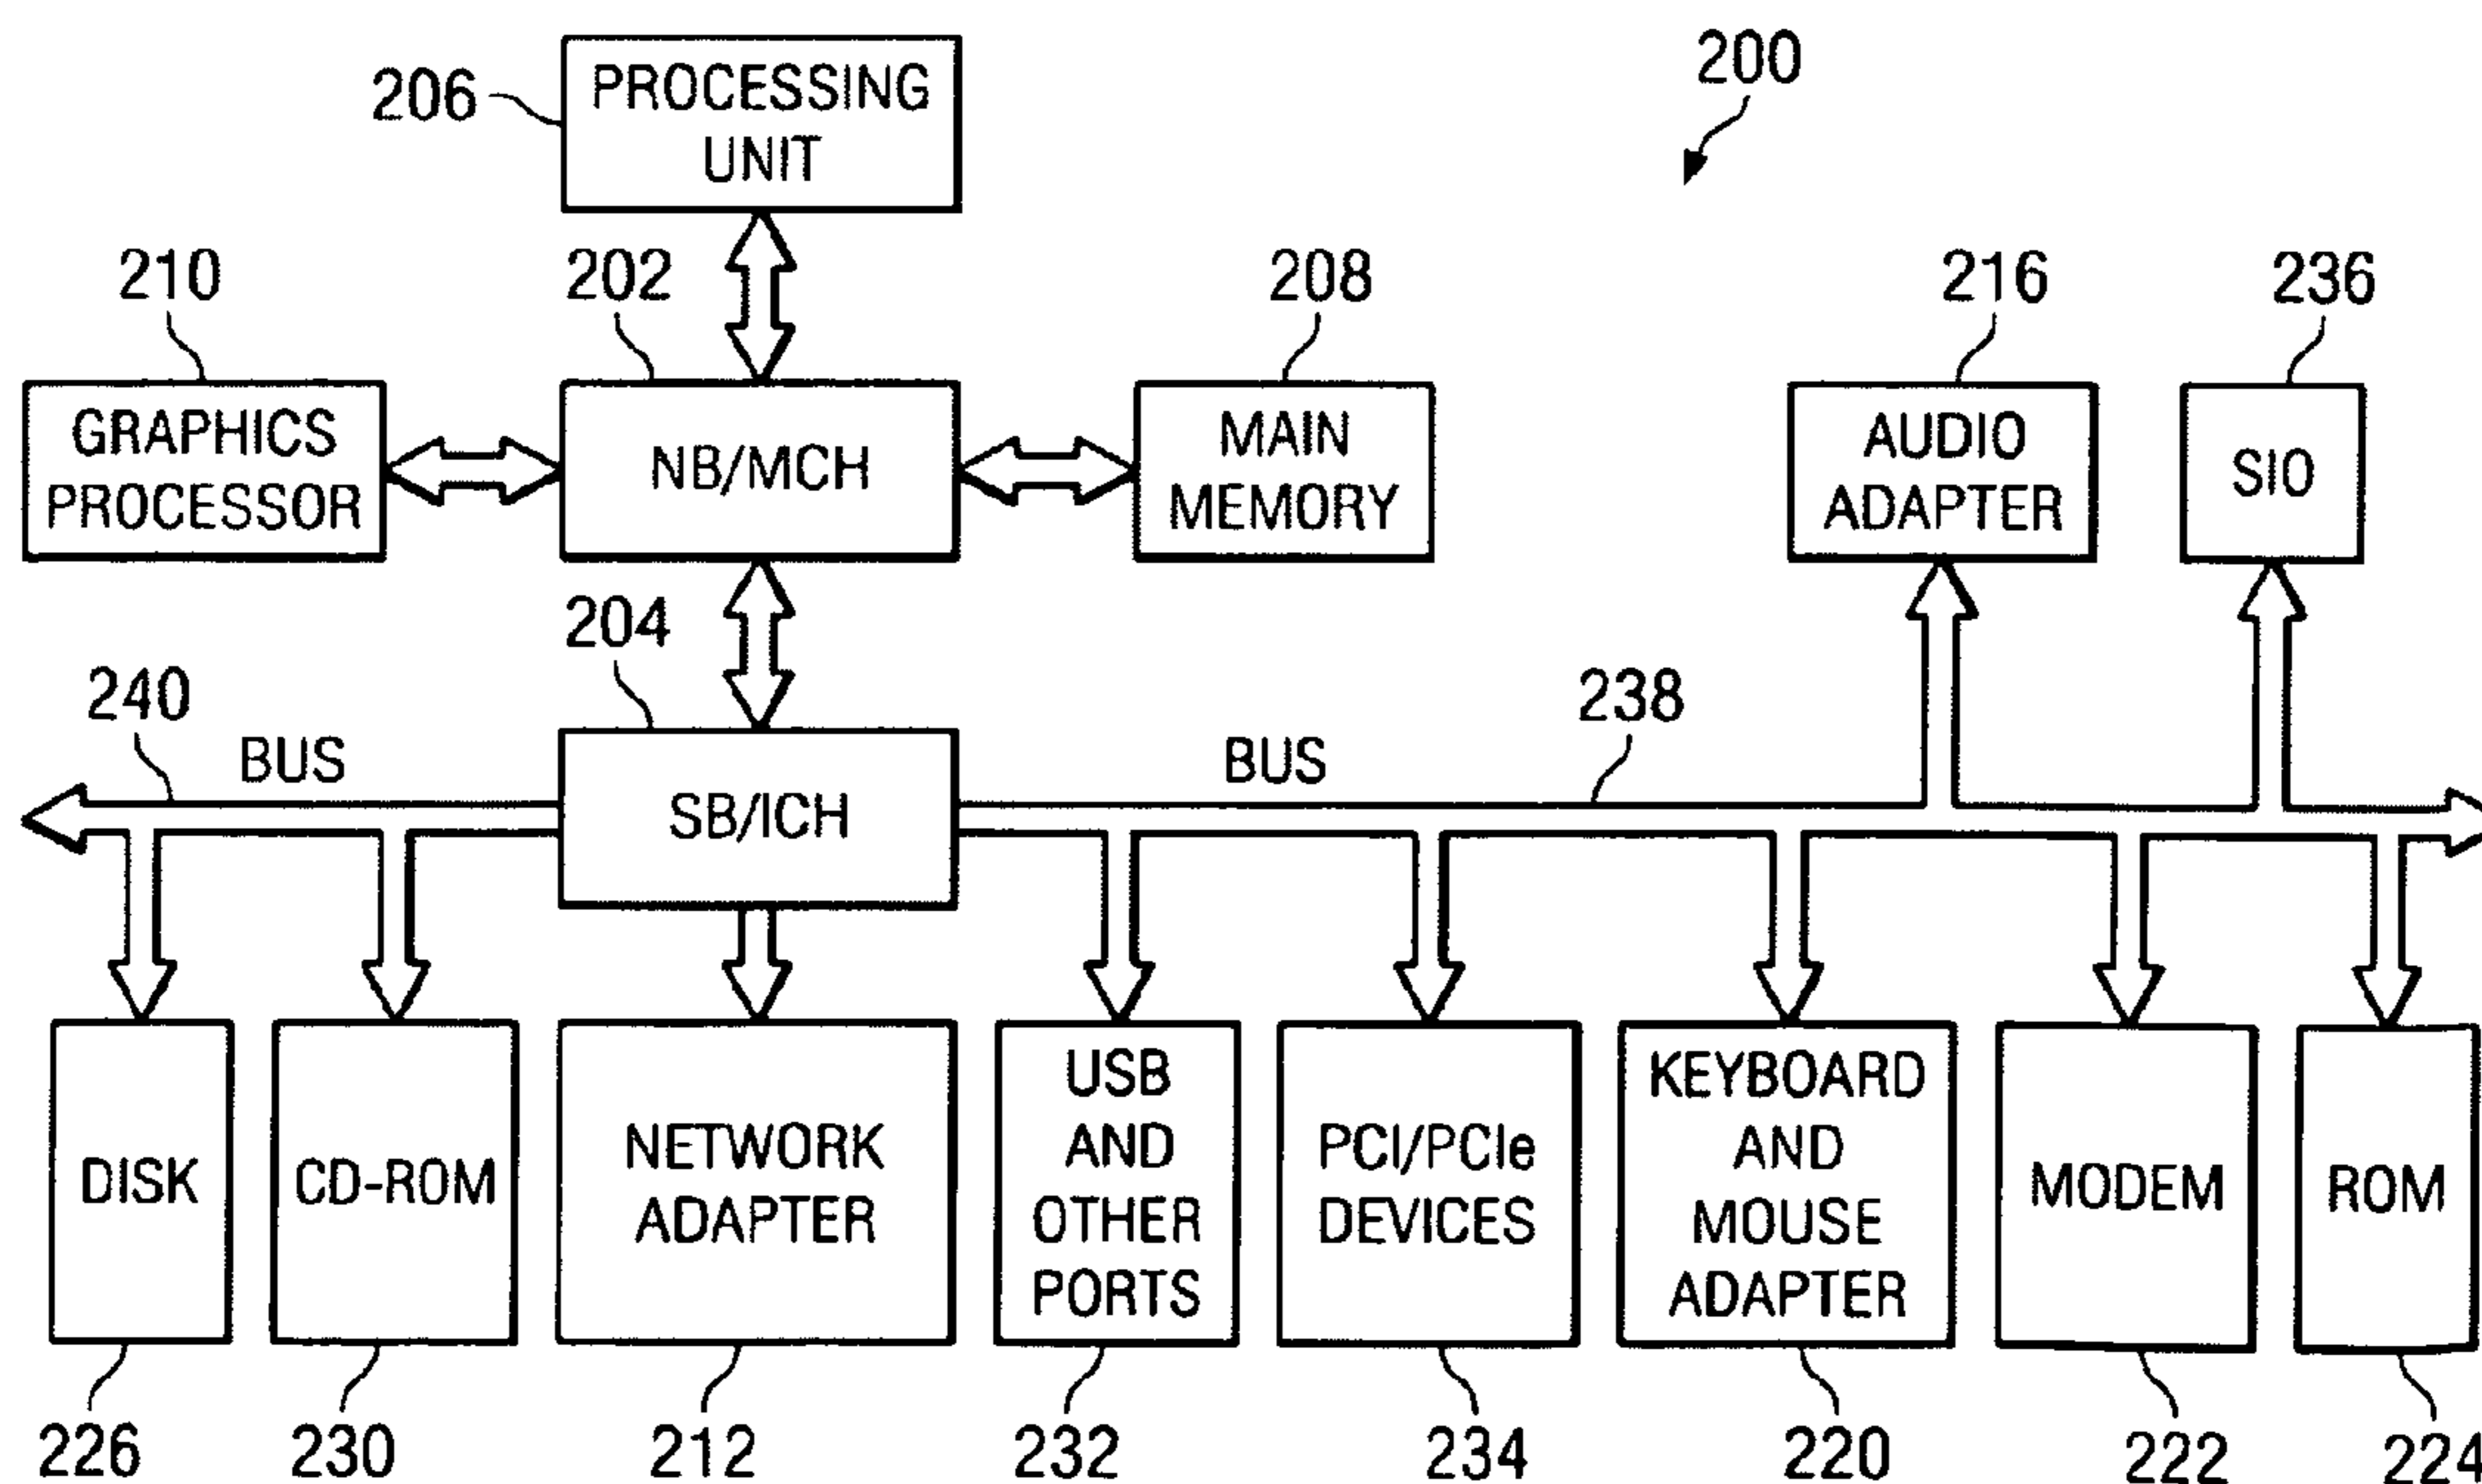 200
206
PROCESSING
UNIT
210
202
208
216
236
GRAPHICS
PROCESSOR
NB/MCH
MAIN
MEMORY
AUDIO
ADAPTER
SIO
204
240
BUS
SB/ICH
BUS
238
DISK
CD-ROM
NETWORK
ADAPTER
USB
AND
OTHER
PORTS
PCI/PCIe
DEVICES
KEYBOARD
AND
MOUSE
ADAPTER
MODEM
ROM
226
230
212
232
234
220
222
224